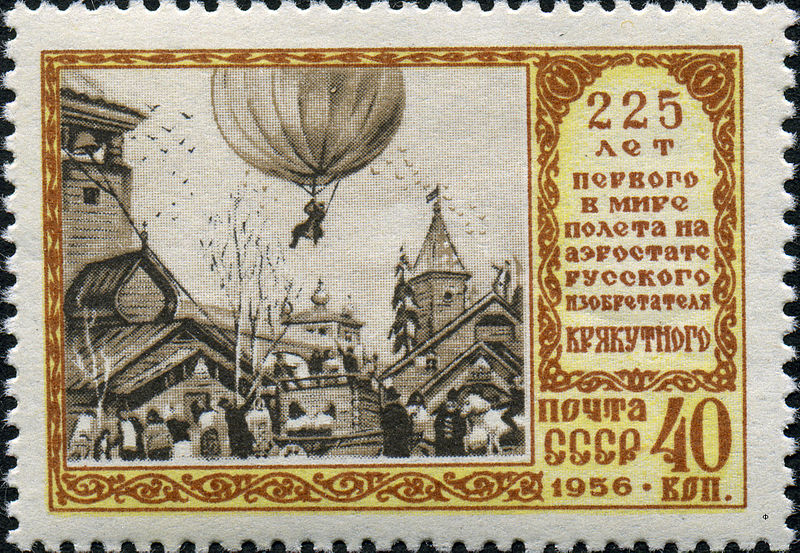 225
ЛЕТ
ПЕРВОГО
В МИРЕ
ПОЛЕТА НА
АЭРОСТАТЕ
РУССКОГО
ИЗОБРЕТАТЕЛЯ
КРЯКУТНОГО
ПОЧТА
СССР 40
1956 · КОП.
Ф